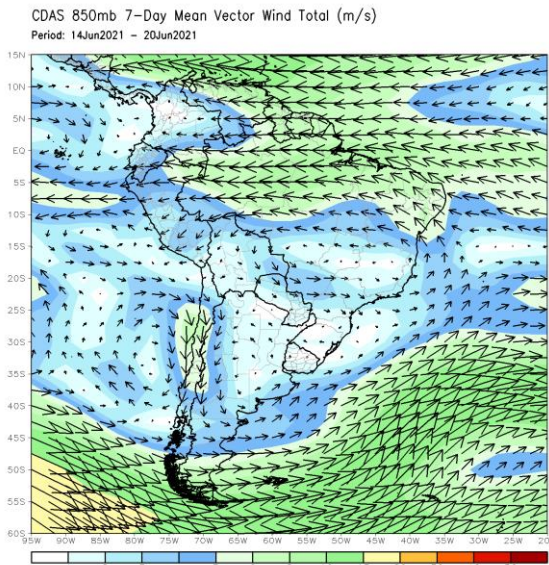 CDAS 850mb 7-Day Mean Vector Wind Total (m/s)
Period: 14Jun2021 - 20Jun2021
15N
10N
5N
EQ
5S
10S
15S
20S
25S
30S
35S
40S
45S
50S
55S
60S
95W 90W 85W 80W 75W 70W 65W 60W 55W 50W 45W 40W 35W 30W 25W 20W